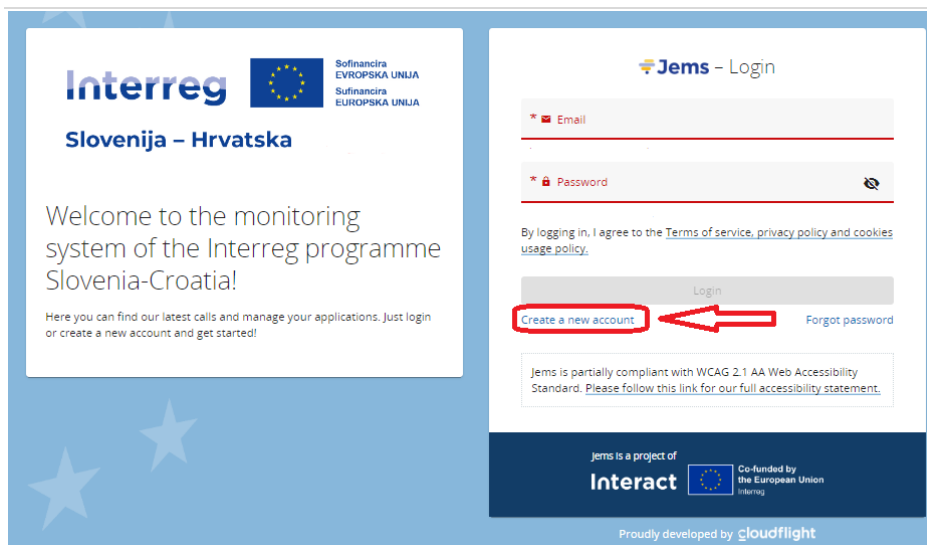 Interreg
Sofinancira
EVROPSKA UNIJA
Sufinancira
EUROPSKA UNIJA
Slovenija – Hrvatska
Welcome to the monitoring
system of the Interreg programme
Slovenia-Croatia!
Here you can find our latest calls and manage your applications. Just login
or create a new account and get started!
Jems – Login
* Email
* Password
By logging in, I agree to the Terms of service, privacy policy and cookies
usage policy.
Login
Create a new account
Forgot password
Jems is partially compliant with WCAG 2.1 AA Web Accessibility
Standard. Please follow this link for our full accessibility statement.
Jems is a project of
Interact
Co-funded by
the European Union
Interreg
Proudly developed by cloudflight